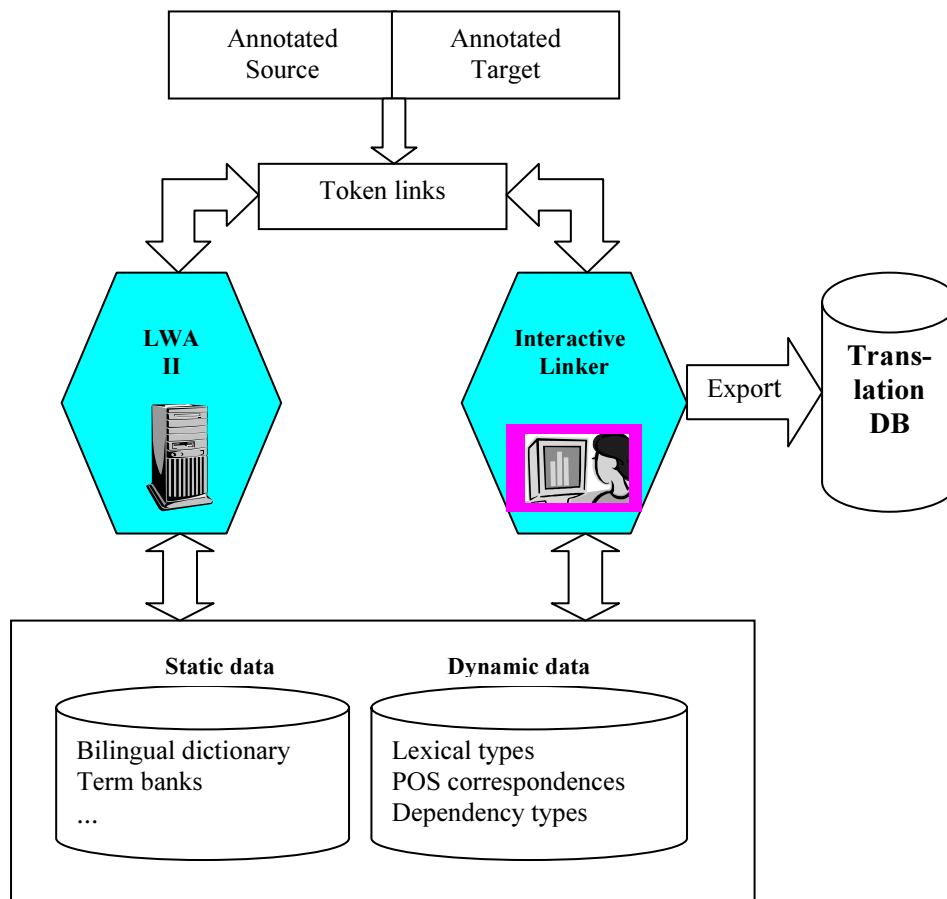 Annotated
Source
Annotated
Target
Token links
LWA
II
Interactive
Linker
Export
Trans-
lation
DB
Static data
Dynamic data
Bilingual dictionary
Term banks
...
Lexical types
POS correspondences
Dependency types